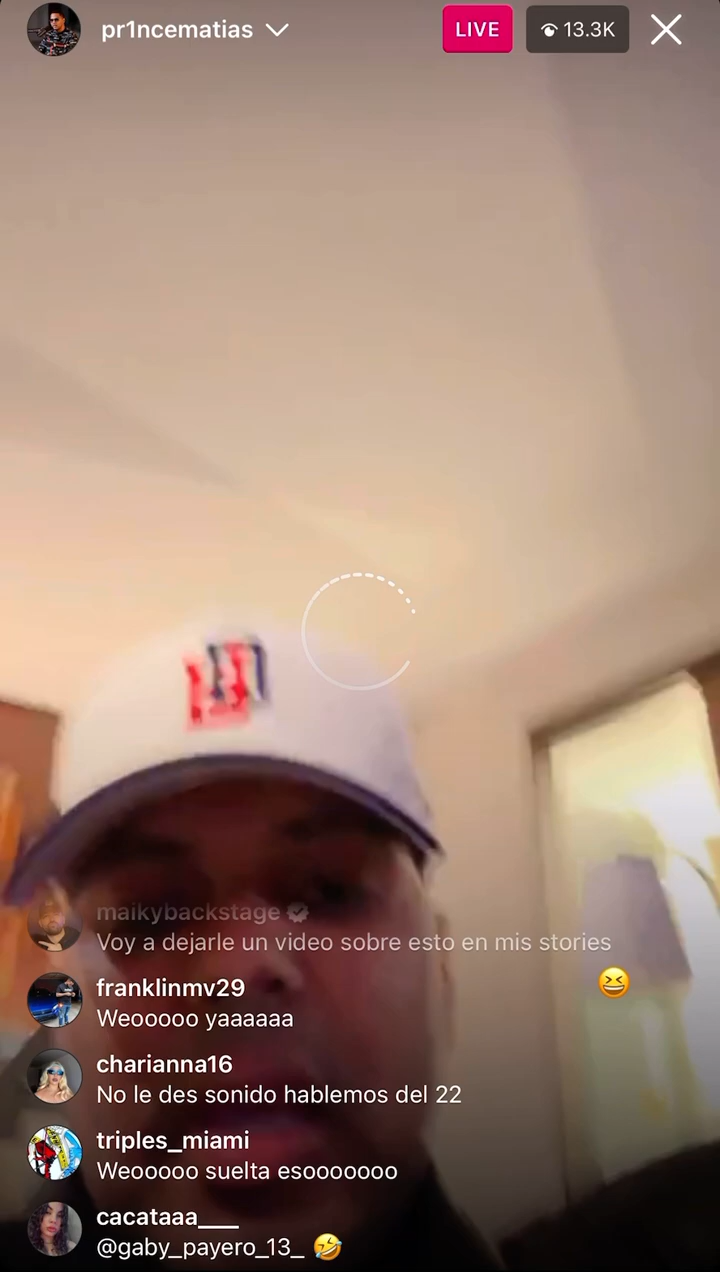 pr1ncematias
LIVE
13.3K
maikybackstage
Voy a dejarle un video sobre esto en mis stories
franklinmv29
Weooooo yaaaaaa
charianna16
No le des sonido hablemos del 22
triples_miami
Weooooo suelta esooooooo
cacataaa___
@gaby_payero_13_ 🤣